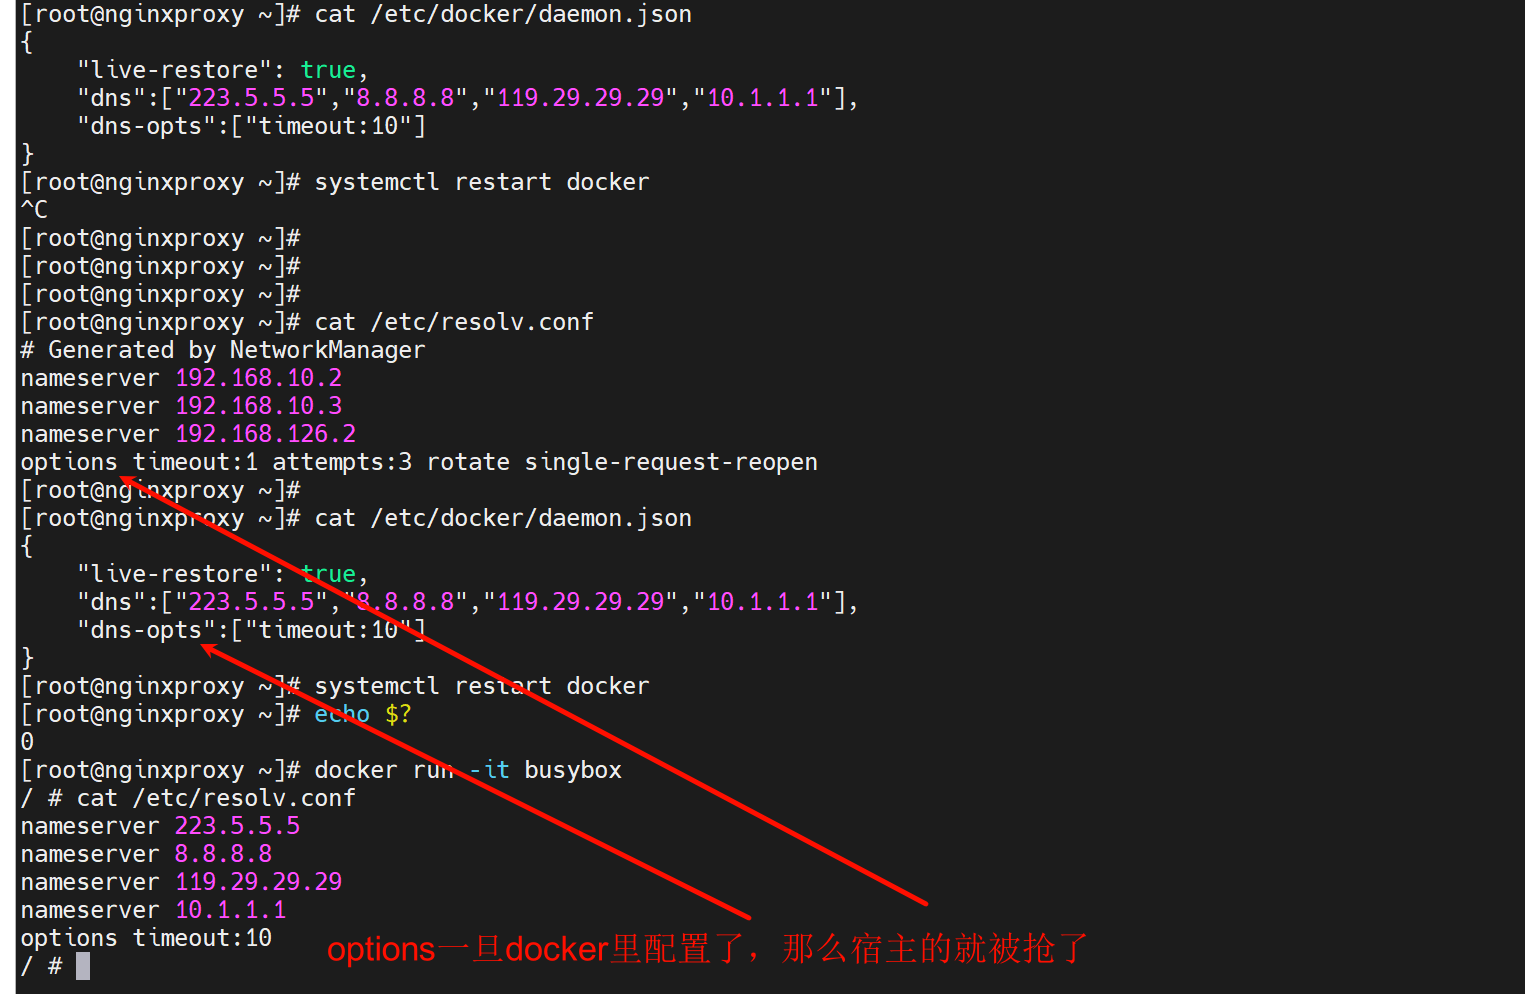 [root@nginxproxy ~]# cat /etc/docker/daemon.json
{
    "live-restore": true,
    "dns":["223.5.5.5","8.8.8.8","119.29.29.29","10.1.1.1"],
    "dns-opts":["timeout:10"]
}
[root@nginxproxy ~]# systemctl restart docker
^C
[root@nginxproxy ~]#
[root@nginxproxy ~]#
[root@nginxproxy ~]#
[root@nginxproxy ~]# cat /etc/resolv.conf
# Generated by NetworkManager
nameserver 192.168.10.2
nameserver 192.168.10.3
nameserver 192.168.126.2
options timeout:1 attempts:3 rotate single-request-reopen
[root@nginxproxy ~]#
[root@nginxproxy ~]# cat /etc/docker/daemon.json
{
    "live-restore": true,
    "dns":["223.5.5.5","8.8.8.8","119.29.29.29","10.1.1.1"],
    "dns-opts":["timeout:10"]
}
[root@nginxproxy ~]# systemctl restart docker
[root@nginxproxy ~]# echo $?
0
[root@nginxproxy ~]# docker run -it busybox
/ # cat /etc/resolv.conf
nameserver 223.5.5.5
nameserver 8.8.8.8
nameserver 119.29.29.29
nameserver 10.1.1.1
options timeout:10
options一旦docker里配置了，那么宿主的就被抢了
/ #